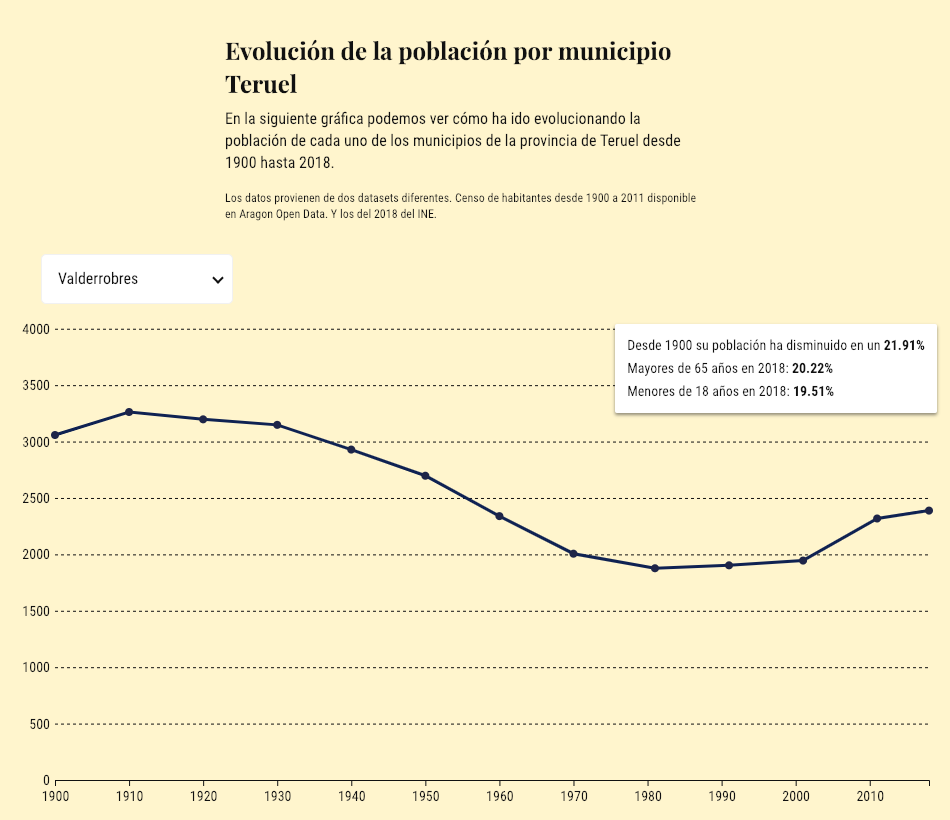 Evolución de la población por municipio
Teruel
En la siguiente gráfica podemos ver cómo ha ido evolucionando la
población de cada uno de los municipios de la provincia de Teruel desde
1900 hasta 2018.
Los datos provienen de dos datasets diferentes. Censo de habitantes desde 1900 a 2011 disponible
en Aragon Open Data. Y los del 2018 del INE.
Valderrobres
Desde 1900 su población ha disminuido en un 21.91%
Mayores de 65 años en 2018: 20.22%
Menores de 18 años en 2018: 19.51%
4000
3500
3000
2500
2000
1500
1000
500
0
1900 1910 1920 1930 1940 1950 1960 1970 1980 1990 2000 2010